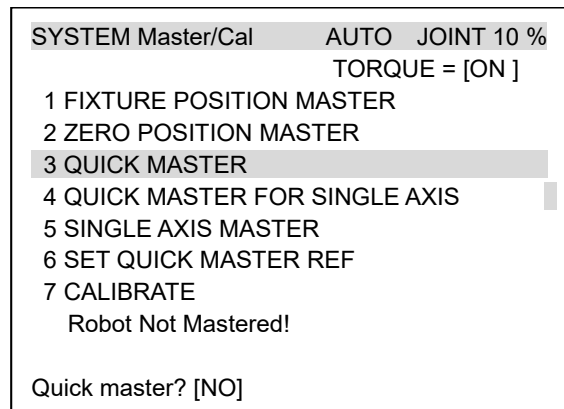 SYSTEM Master/Cal AUTO JOINT 10 %
TORQUE = [ON ]
1 FIXTURE POSITION MASTER
2 ZERO POSITION MASTER
3 QUICK MASTER
4 QUICK MASTER FOR SINGLE AXIS
5 SINGLE AXIS MASTER
6 SET QUICK MASTER REF
7 CALIBRATE
Robot Not Mastered!
Quick master? [NO]